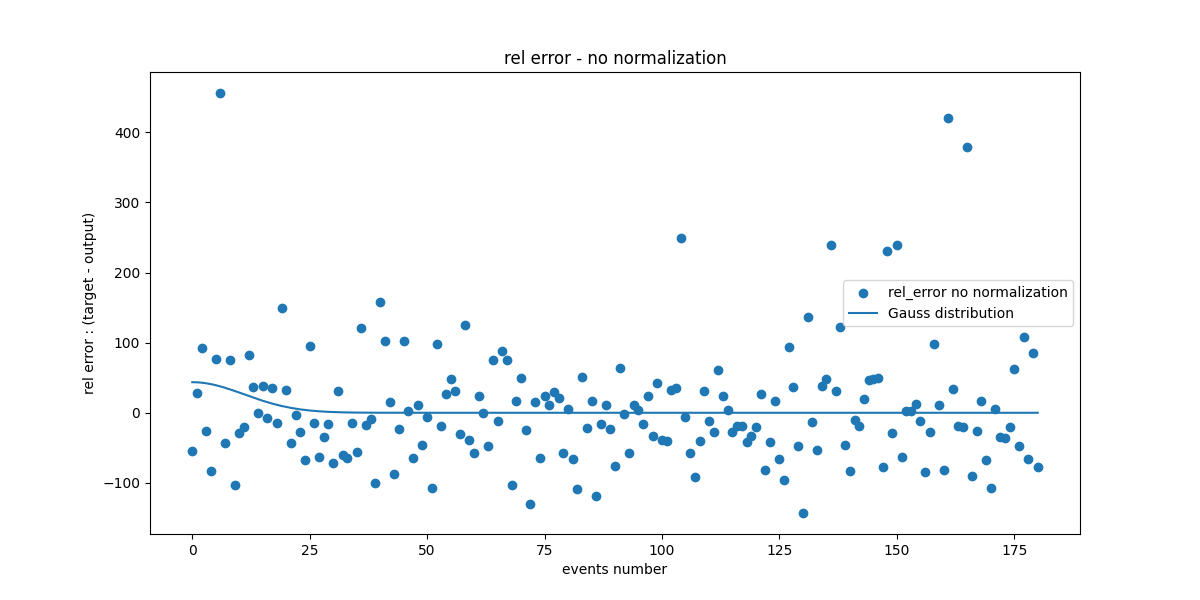 rel error - no normalization
rel error : (target - output)
400
300
200
100
0
−100
rel_error no normalization
Gauss distribution
0 25 50 75 100 125 150 175
events number